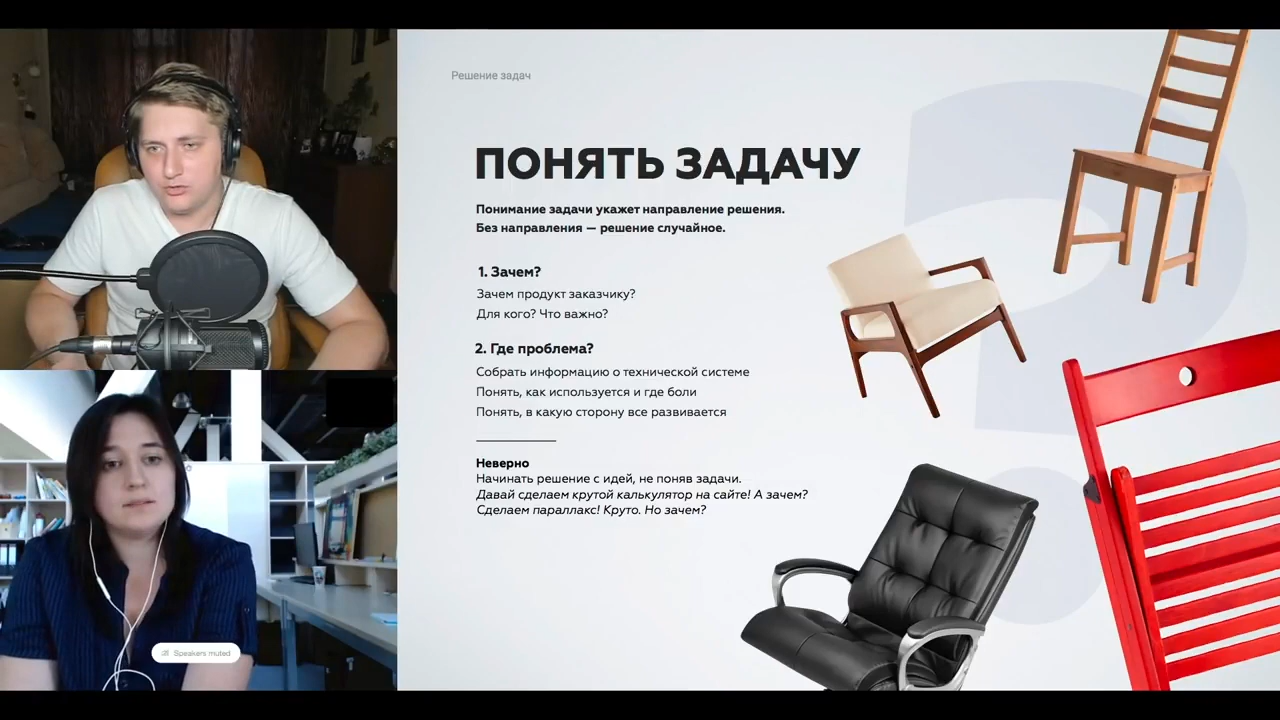 Решение задач
ПОНЯТЬ ЗАДАЧУ
Понимание задачи укажет направление решения.
Без направления — решение случайное.
1. Зачем?
Зачем продукт заказчику?
Для кого? Что важно?
2. Где проблема?
Собрать информацию о технической системе
Понять, как используется и где боли
Понять, в какую сторону все развивается
Неверно
Начинать решение с идей, не поняв задачи.
Давай сделаем крутой калькулятор на сайте! А зачем?
Сделаем параллакс! Круто. Но зачем?
Speakers muted